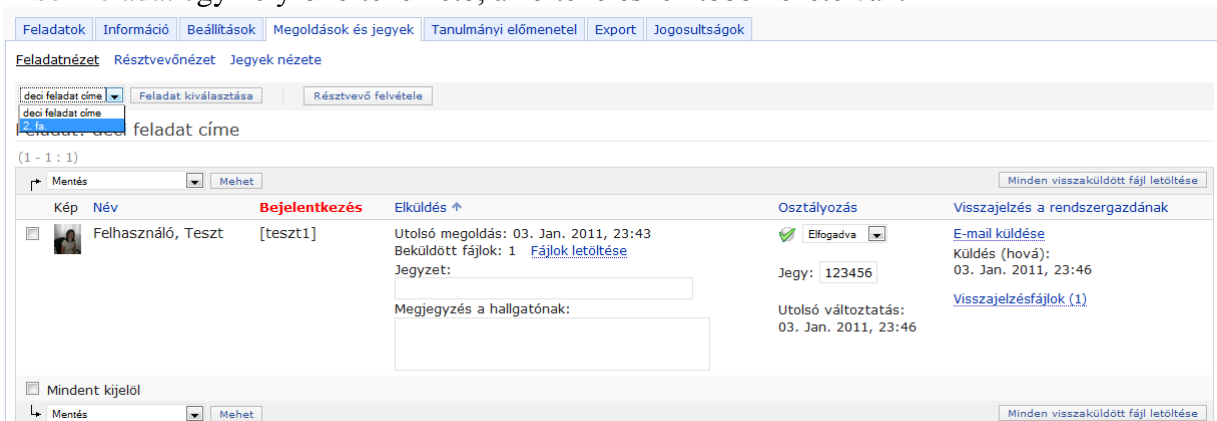 Feladatok Információ Beállítások Megoldások és jegyek Tanulmányi előmenetel Export Jogosultságok
Feladatnézet Résztvevőnézet Jegyek nézete
deci feladat címe Feladat kiválasztása Résztvevő felvétele
deci feladat címe
2. fa.
deci feladat címe
(1 - 1 : 1)
Mentés Mehet Minden visszaküldött fájl letöltése
Kép Név Bejelentkezés Elküldés Osztályozás Visszajelzés a rendszergazdának
Felhasználó, Teszt [teszt1] Utolsó megoldás: 03. Jan. 2011, 23:43 Elfogadva E-mail küldése
Beküldött fájlok: 1 Fájlok letöltése Küldés (hová):
Jegyzet: Jegy: 123456 03. Jan. 2011, 23:46
Visszajelzésfájlok (1)
Megjegyzés a hallgatónak: Utolsó változtatás:
03. Jan. 2011, 23:46
Mindent kijelöl
Mentés Mehet Minden visszaküldött fájl letöltése